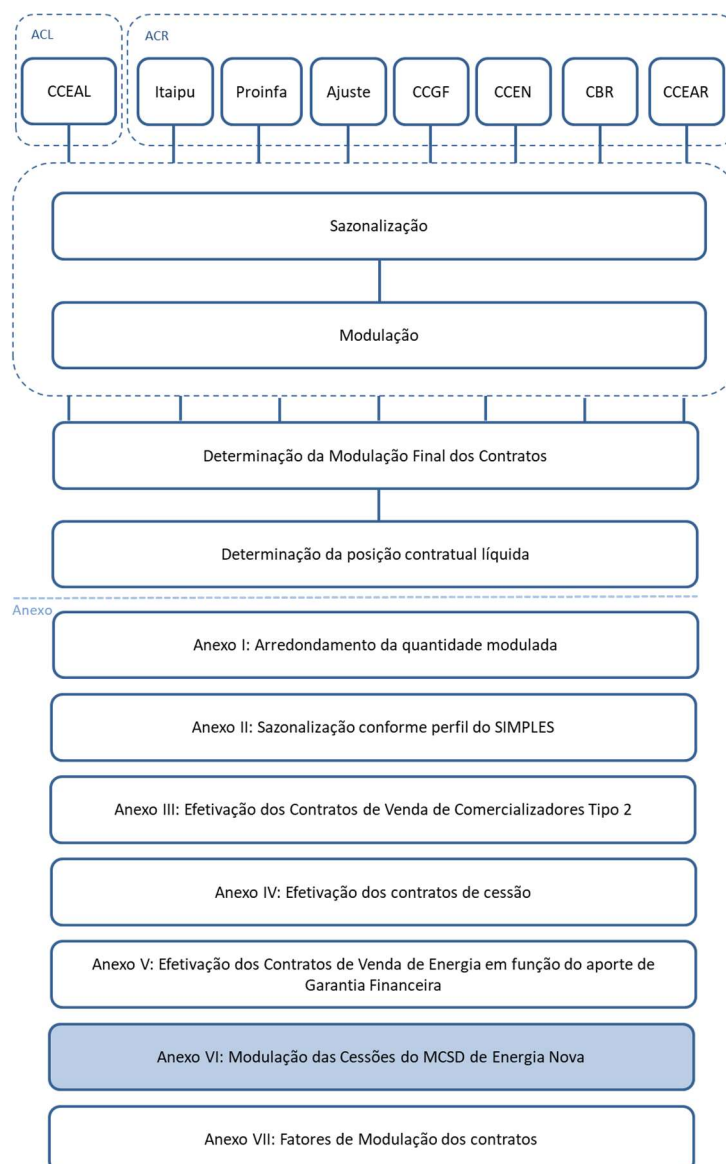 ACL
ACR
CCEAL
Itaipu
Proinfa
Ajuste
CCGF
CCEN
CBR
CCEAR
Sazonalização
Modulação
Determinação da Modulação Final dos Contratos
Determinação da posição contratual líquida
Anexo
Anexo I: Arredondamento da quantidade modulada
Anexo II: Sazonalização conforme perfil do SIMPLES
Anexo III: Efetivação dos Contratos de Venda de Comercializadores Tipo 2
Anexo IV: Efetivação dos contratos de cessão
Anexo V: Efetivação dos Contratos de Venda de Energia em função do aporte de
Garantia Financeira
Anexo VI: Modulação das Cessões do MCSD de Energia Nova
Anexo VII: Fatores de Modulação dos contratos